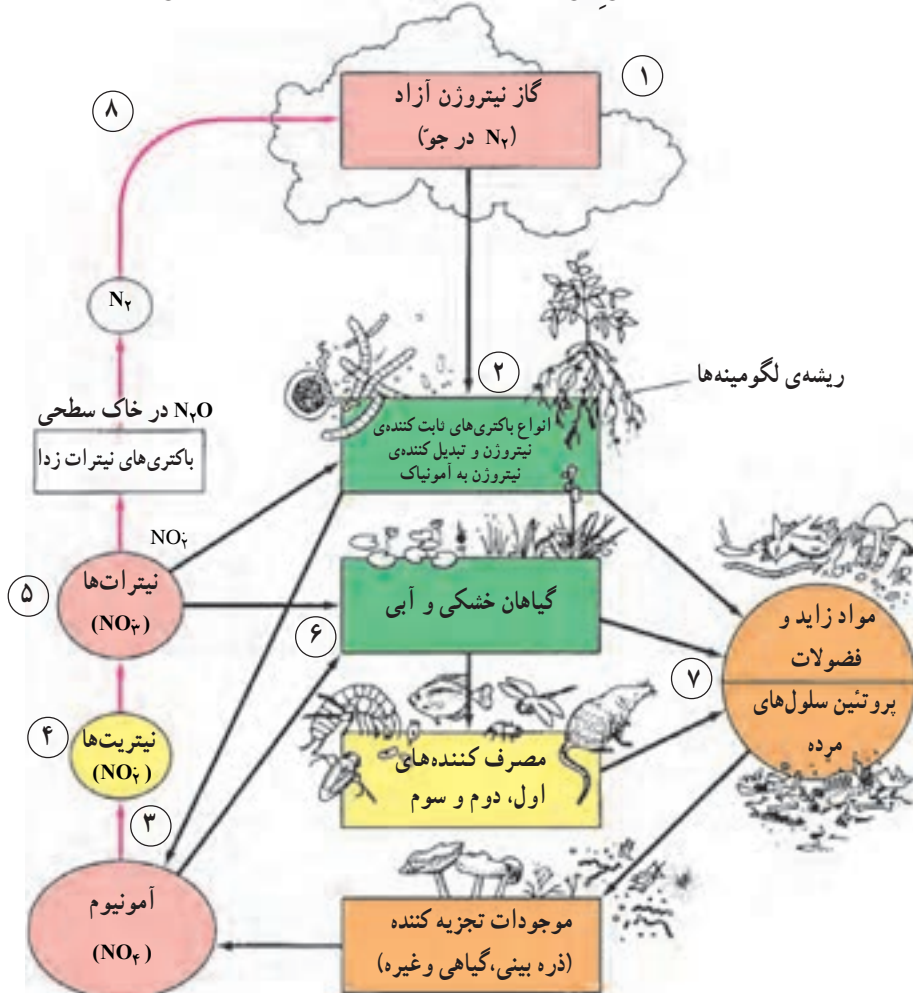 ۱
گاز نیتروژن آزاد
(N۲ در جوّ)
۸
N۲
۲
ریشه‌ی لگومینه‌ها
انواع باکتری‌های ثابت کننده‌ی
نیتروژن و تبدیل کننده‌ی
نیتروژن به آمونیاک
N۲O در خاک سطحی
باکتری‌های نیترات زدا
NO۲⁻
۵
نیترات‌ها
(NO۳⁻)
گیاهان خشکی و آبی
۶
مواد زاید و
فضولات
۷
پروتئین سلول‌های
مرده
۴
نیتریت‌ها
(NO۲⁻)
مصرف کننده‌های
اول، دوم و سوم
۳
آمونیوم
(NO۴)
موجودات تجزیه کننده
(ذره بینی،گیاهی وغیره)